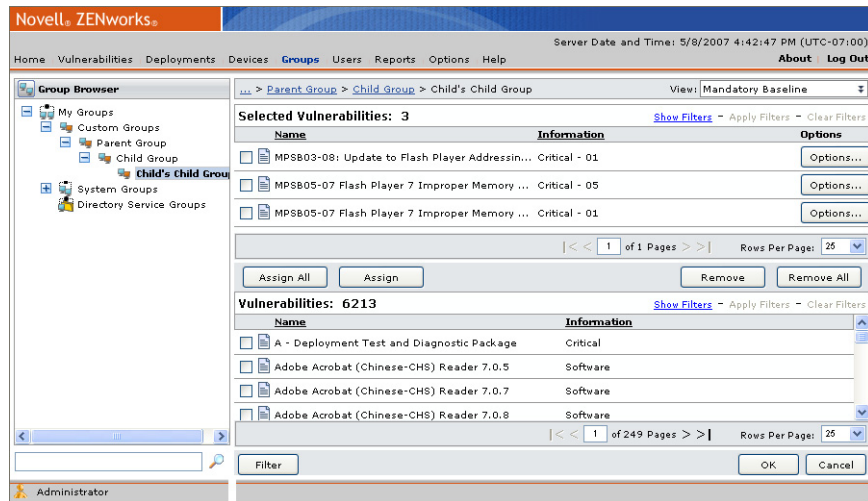 Novell® ZENworks®
Server Date and Time: 5/8/2007 4:42:47 PM (UTC-07:00)
Home Vulnerabilities Deployments Devices Groups Users Reports Options Help About Log Out
Group Browser
My Groups
Custom Groups
Parent Group
Child Group
Child's Child Grou
System Groups
Directory Service Groups
... > Parent Group > Child Group > Child's Child Group View: Mandatory Baseline
Selected Vulnerabilities: 3 Show Filters - Apply Filters - Clear Filters
Name Information Options
MPSB03-08: Update to Flash Player Addressin... Critical - 01 Options...
MPSB05-07 Flash Player 7 Improper Memory ... Critical - 05 Options...
MPSB05-07 Flash Player 7 Improper Memory ... Critical - 01 Options...
|< < 1 of 1 Pages > >| Rows Per Page: 25
Assign All Assign Remove Remove All
Vulnerabilities: 6213 Show Filters - Apply Filters - Clear Filters
Name Information
A - Deployment Test and Diagnostic Package Critical
Adobe Acrobat (Chinese-CHS) Reader 7.0.5 Software
Adobe Acrobat (Chinese-CHS) Reader 7.0.7 Software
Adobe Acrobat (Chinese-CHS) Reader 7.0.8 Software
|< < 1 of 249 Pages > >| Rows Per Page: 25
Filter OK Cancel
Administrator